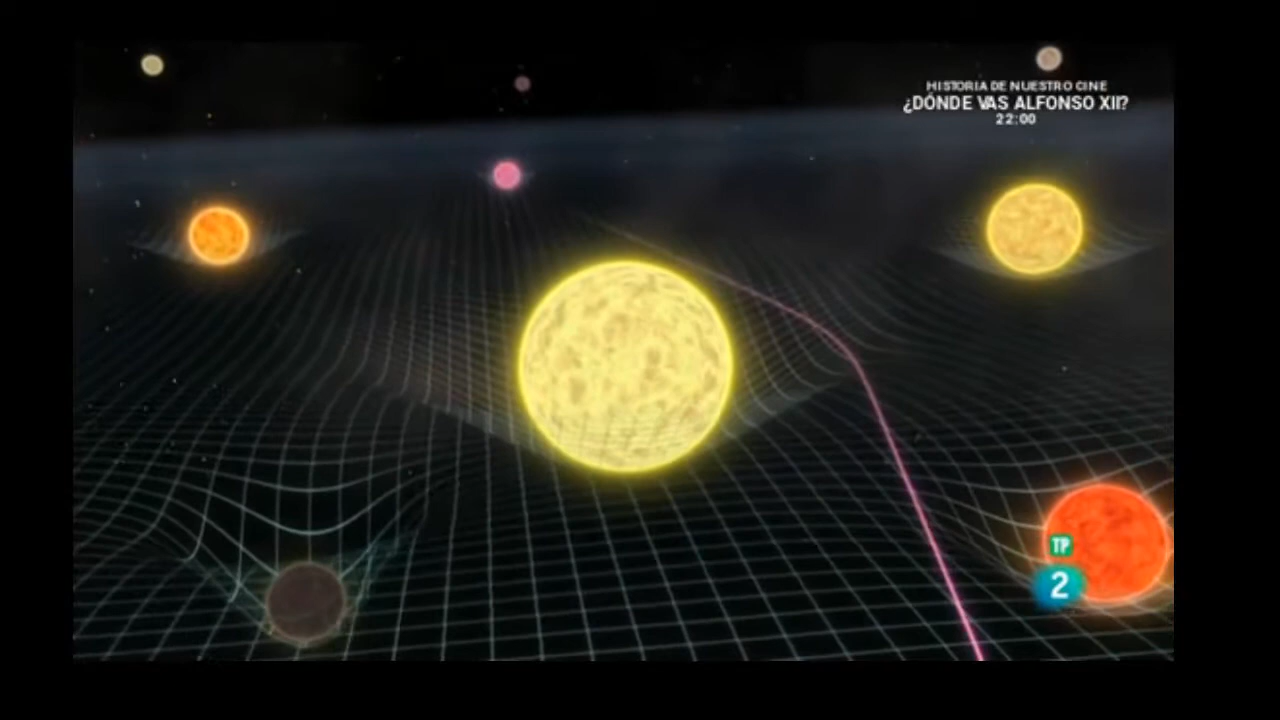 HISTORIA DE NUESTRO CINE
¿DÓNDE VAS ALFONSO XII?
22:00
TP
2